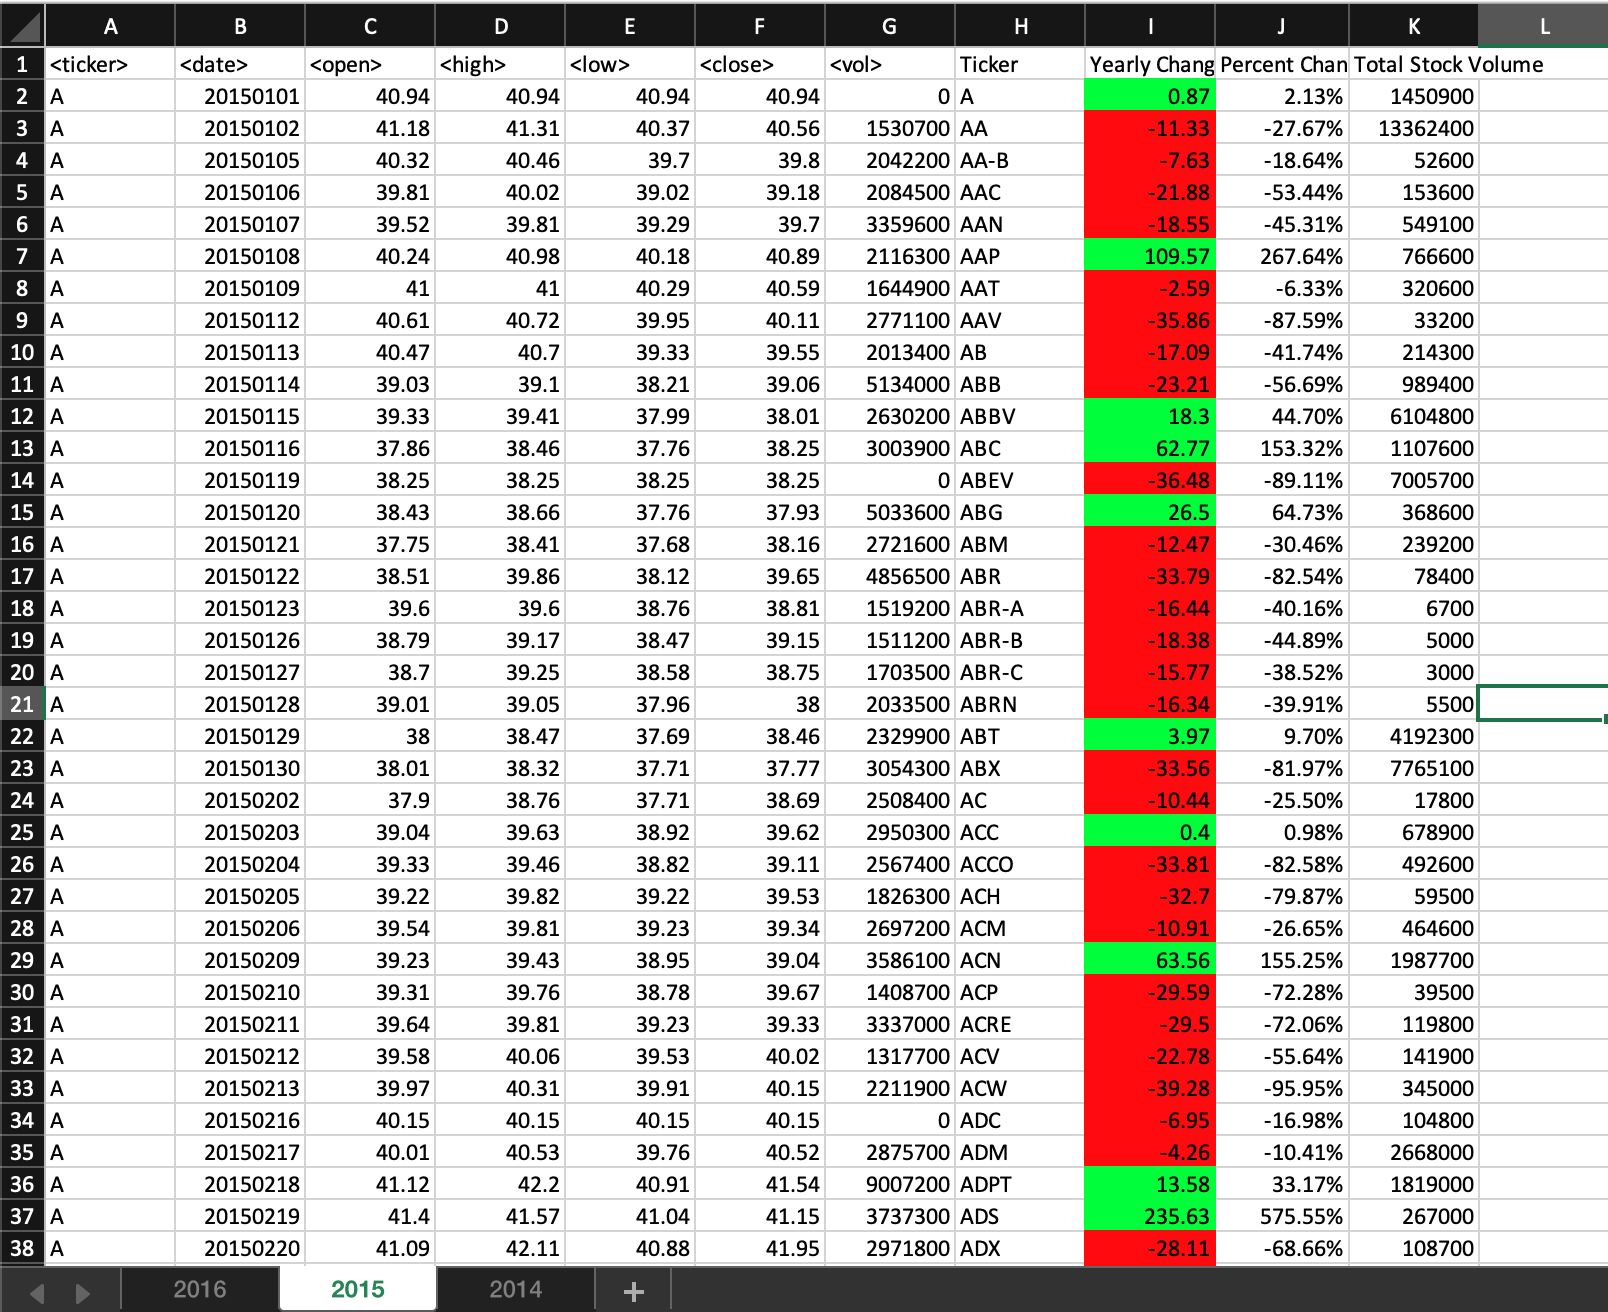 A B C D E F G H I J K L
1 <ticker> <date> <open> <high> <low> <close> <vol> Ticker Yearly Chang Percent Chan Total Stock Volume
2 A 20150101 40.94 40.94 40.94 40.94 0 A 0.87 2.13% 1450900
3 A 20150102 41.18 41.31 40.37 40.56 1530700 AA -11.33 -27.67% 13362400
4 A 20150105 40.32 40.46 39.7 39.8 2042200 AA-B -7.63 -18.64% 52600
5 A 20150106 39.81 40.02 39.02 39.18 2084500 AAC -21.88 -53.44% 153600
6 A 20150107 39.52 39.81 39.29 39.7 3359600 AAN -18.55 -45.31% 549100
7 A 20150108 40.24 40.98 40.18 40.89 2116300 AAP 109.57 267.64% 766600
8 A 20150109 41 41 40.29 40.59 1644900 AAT -2.59 -6.33% 320600
9 A 20150112 40.61 40.72 39.95 40.11 2771100 AAV -35.86 -87.59% 33200
10 A 20150113 40.47 40.7 39.33 39.55 2013400 AB -17.09 -41.74% 214300
11 A 20150114 39.03 39.1 38.21 39.06 5134000 ABB -23.21 -56.69% 989400
12 A 20150115 39.33 39.41 37.99 38.01 2630200 ABBV 18.3 44.70% 6104800
13 A 20150116 37.86 38.46 37.76 38.25 3003900 ABC 62.77 153.32% 1107600
14 A 20150119 38.25 38.25 38.25 38.25 0 ABEV -36.48 -89.11% 7005700
15 A 20150120 38.43 38.66 37.76 37.93 5033600 ABG 26.5 64.73% 368600
16 A 20150121 37.75 38.41 37.68 38.16 2721600 ABM -12.47 -30.46% 239200
17 A 20150122 38.51 39.86 38.12 39.65 4856500 ABR -33.79 -82.54% 78400
18 A 20150123 39.6 39.6 38.76 38.81 1519200 ABR-A -16.44 -40.16% 6700
19 A 20150126 38.79 39.17 38.47 39.15 1511200 ABR-B -18.38 -44.89% 5000
20 A 20150127 38.7 39.25 38.58 38.75 1703500 ABR-C -15.77 -38.52% 3000
21 A 20150128 39.01 39.05 37.96 38 2033500 ABRN -16.34 -39.91% 5500
22 A 20150129 38 38.47 37.69 38.46 2329900 ABT 3.97 9.70% 4192300
23 A 20150130 38.01 38.32 37.71 37.77 3054300 ABX -33.56 -81.97% 7765100
24 A 20150202 37.9 38.76 37.71 38.69 2508400 AC -10.44 -25.50% 17800
25 A 20150203 39.04 39.63 38.92 39.62 2950300 ACC 0.4 0.98% 678900
26 A 20150204 39.33 39.46 38.82 39.11 2567400 ACCO -33.81 -82.58% 492600
27 A 20150205 39.22 39.82 39.22 39.53 1826300 ACH -32.7 -79.87% 59500
28 A 20150206 39.54 39.81 39.23 39.34 2697200 ACM -10.91 -26.65% 464600
29 A 20150209 39.23 39.43 38.95 39.04 3586100 ACN 63.56 155.25% 1987700
30 A 20150210 39.31 39.76 38.78 39.67 1408700 ACP -29.59 -72.28% 39500
31 A 20150211 39.64 39.81 39.23 39.33 3337000 ACRE -29.5 -72.06% 119800
32 A 20150212 39.58 40.06 39.53 40.02 1317700 ACV -22.78 -55.64% 141900
33 A 20150213 39.97 40.31 39.91 40.15 2211900 ACW -39.28 -95.95% 345000
34 A 20150216 40.15 40.15 40.15 40.15 0 ADC -6.95 -16.98% 104800
35 A 20150217 40.01 40.53 39.76 40.52 2875700 ADM -4.26 -10.41% 2668000
36 A 20150218 41.12 42.2 40.91 41.54 9007200 ADPT 13.58 33.17% 1819000
37 A 20150219 41.4 41.57 41.04 41.15 3737300 ADS 235.63 575.55% 267000
38 A 20150220 41.09 42.11 40.88 41.95 2971800 ADX -28.11 -68.66% 108700
2016 2015 2014 +